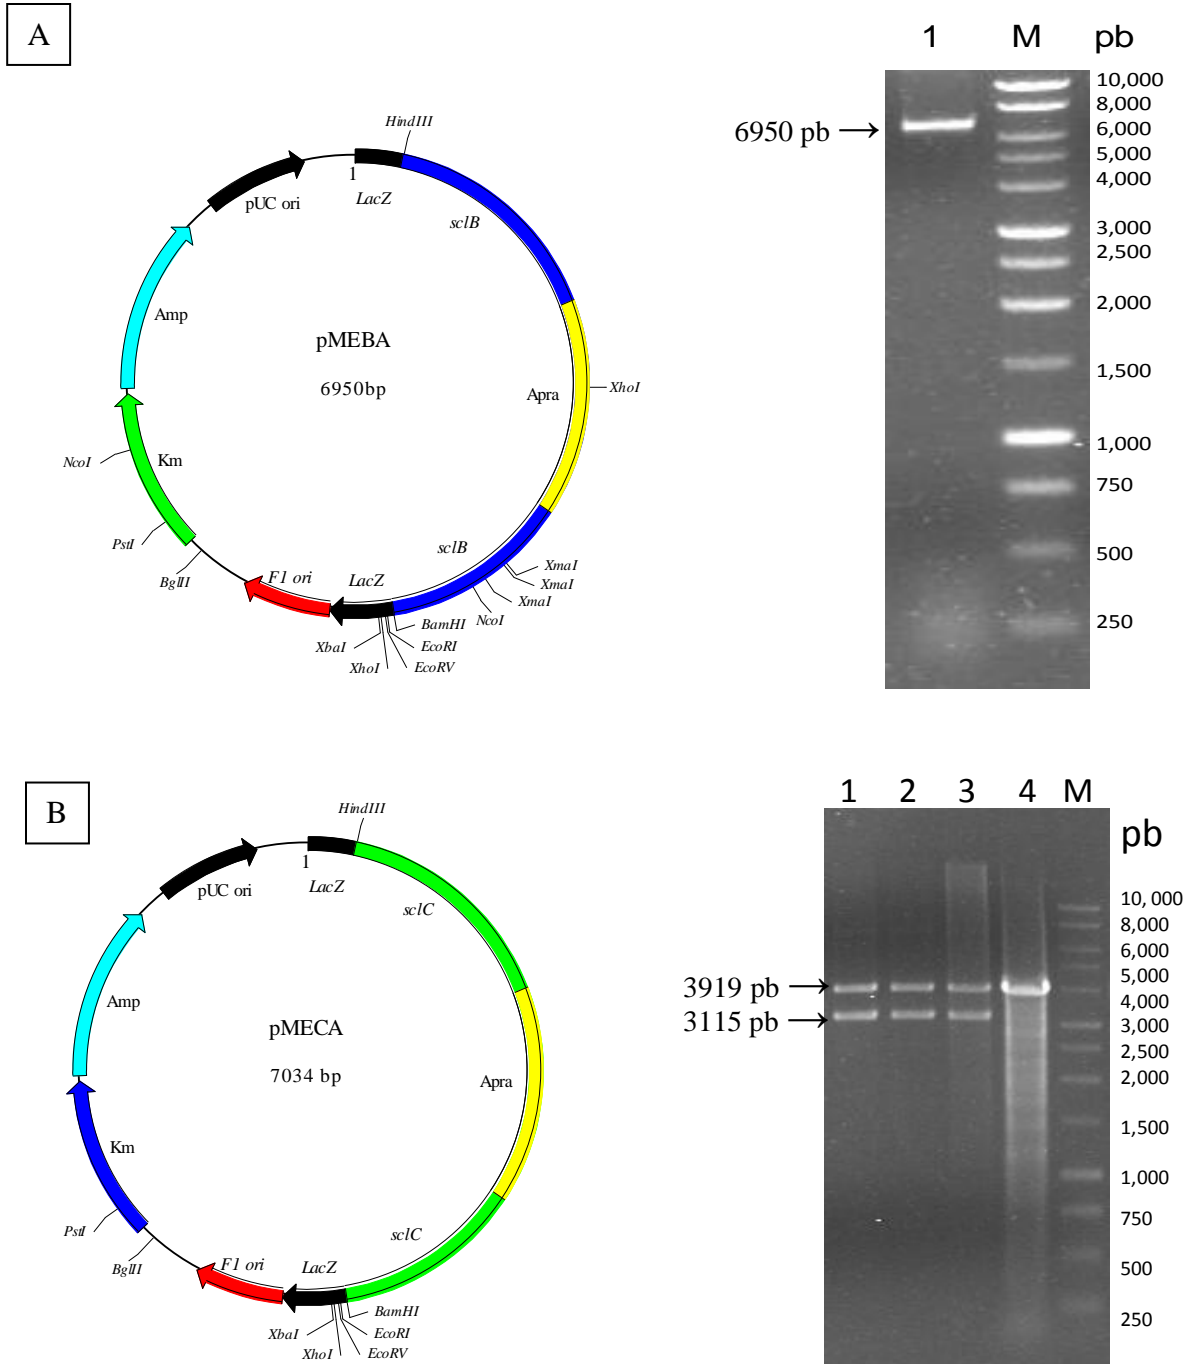 A
1 M pb
HindIII
1
LacZ
pUC ori
sclB
Amp
pMEBA
6950bp
Apra
XhoI
NcoI
Km
PstI
BglII
F1 ori
LacZ
sclB
XmaI
XmaI
XmaI
NcoI
BamHI
EcoRI
EcoRV
XbaI
XhoI
6950 pb →
10,000
8,000
6,000
5,000
4,000
3,000
2,500
2,000
1,500
1,000
750
500
250
B
1 2 3 4 M
pb
HindIII
1
LacZ
pUC ori
sclC
Amp
pMECA
7034 bp
Apra
Km
PstI
BglII
F1 ori
LacZ
sclC
BamHI
EcoRI
EcoRV
XbaI
XhoI
3919 pb →
3115 pb →
10, 000
8,000
6,000
5,000
4,000
3,000
2,500
2,000
1,500
1,000
750
500
250